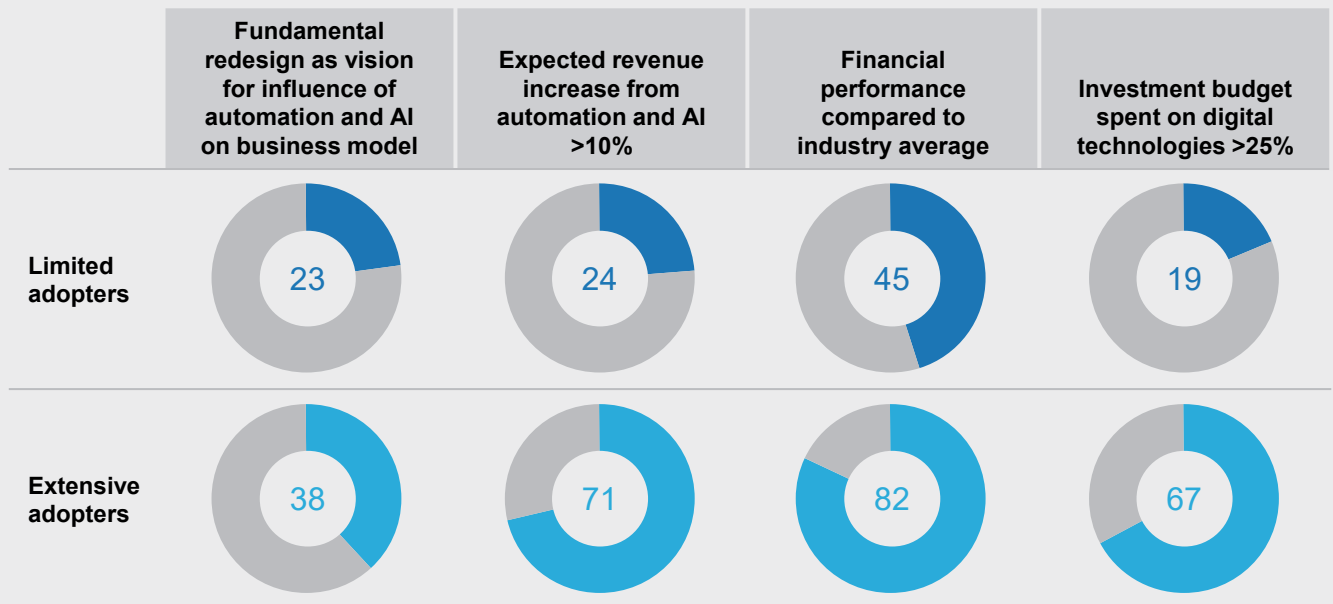 Fundamental
redesign as vision
for influence of
automation and AI
on business model
Expected revenue
increase from
automation and AI
>10%
Financial
performance
compared to
industry average
Investment budget
spent on digital
technologies >25%
Limited
adopters
23
24
45
19
Extensive
adopters
38
71
82
67